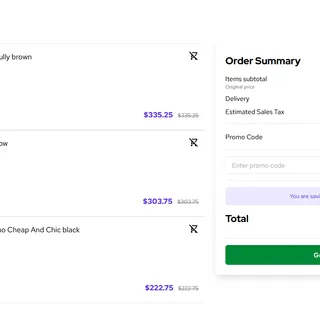 ully brown
$335.25 $335.25
ow
$303.75 $303.75
no Cheap And Chic black
$222.75 $222.75
Order Summary
Items subtotal
Original price
Delivery
Estimated Sales Tax
Promo Code
Enter promo code
You are savi
Total
G